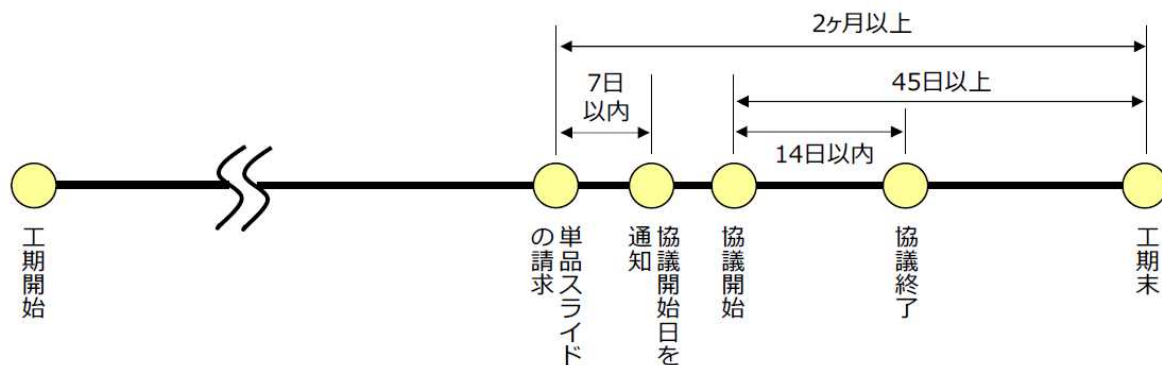 2ヶ月以上
7日
以内
45日以上
14日以内
工期開始
単品スライド
の請求
協議開始日を
通知
協議開始
協議終了
工期末